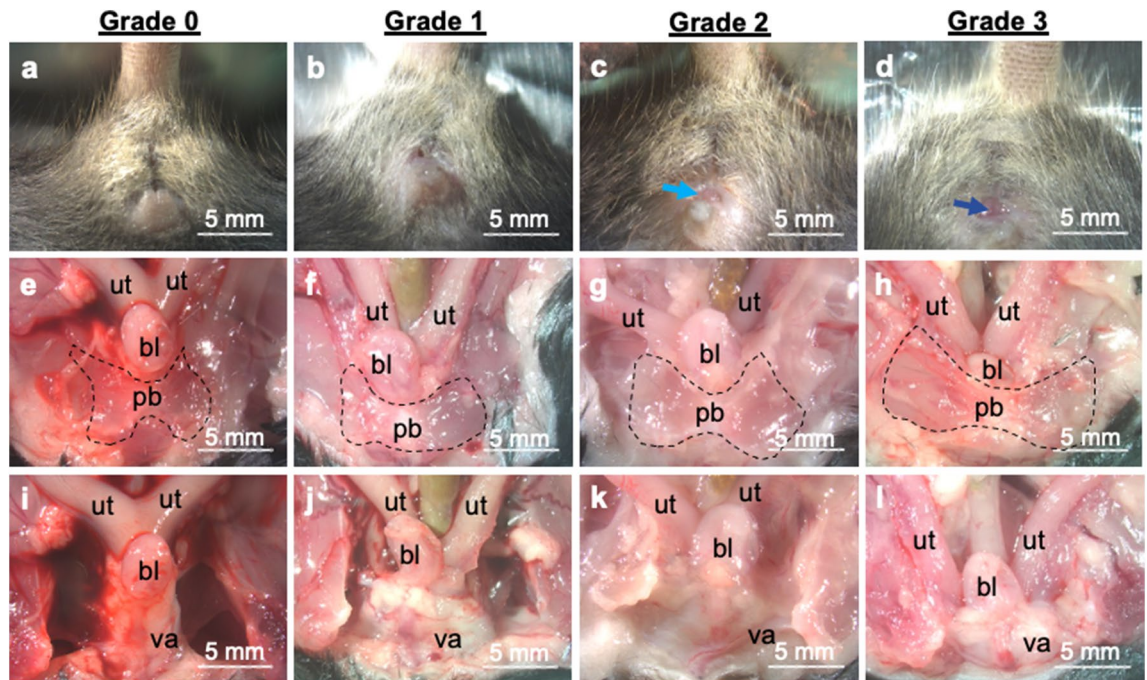 Grade 0 Grade 1 Grade 2 Grade 3
a b c d
5 mm 5 mm 5 mm 5 mm
e ut ut f g h
ut ut ut ut ut ut
bl bl bl bl
pb pb pb pb
5 mm 5 mm 5 mm 5 mm
i ut ut j ut ut k ut ut l
ut ut
bl bl bl bl
va va va va
5 mm 5 mm 5 mm 5 mm